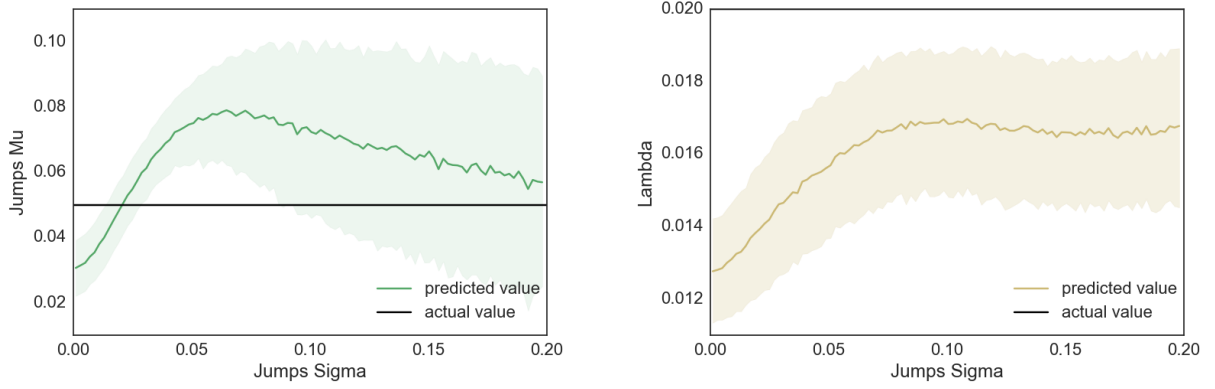 0.10
0.08
0.06
0.04
0.02
Jumps Mu
predicted value
actual value
0.00 0.05 0.10 0.15 0.20
Jumps Sigma
0.020
0.018
0.016
0.014
0.012
Lambda
predicted value
actual value
0.00 0.05 0.10 0.15 0.20
Jumps Sigma